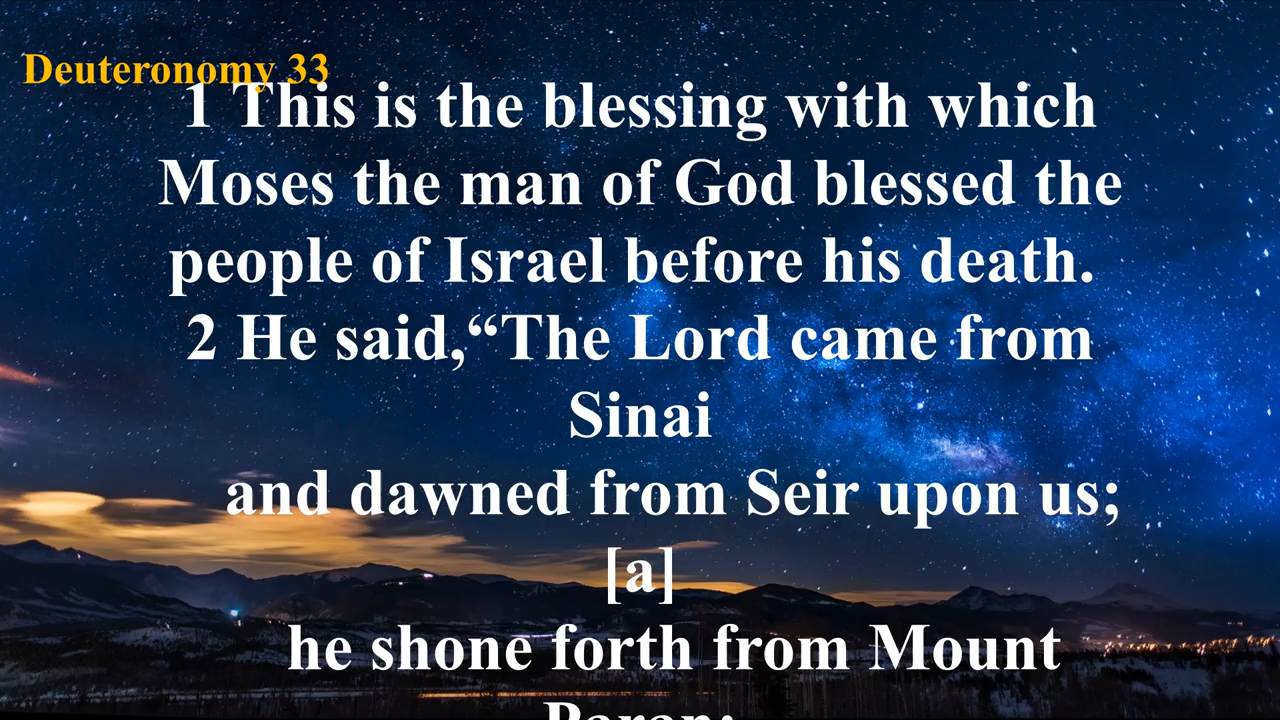 Deuteronomy 33
1 This is the blessing with which
Moses the man of God blessed the
people of Israel before his death.
2 He said,“The Lord came from
Sinai
and dawned from Seir upon us;
[a]
he shone forth from Mount
Paran;